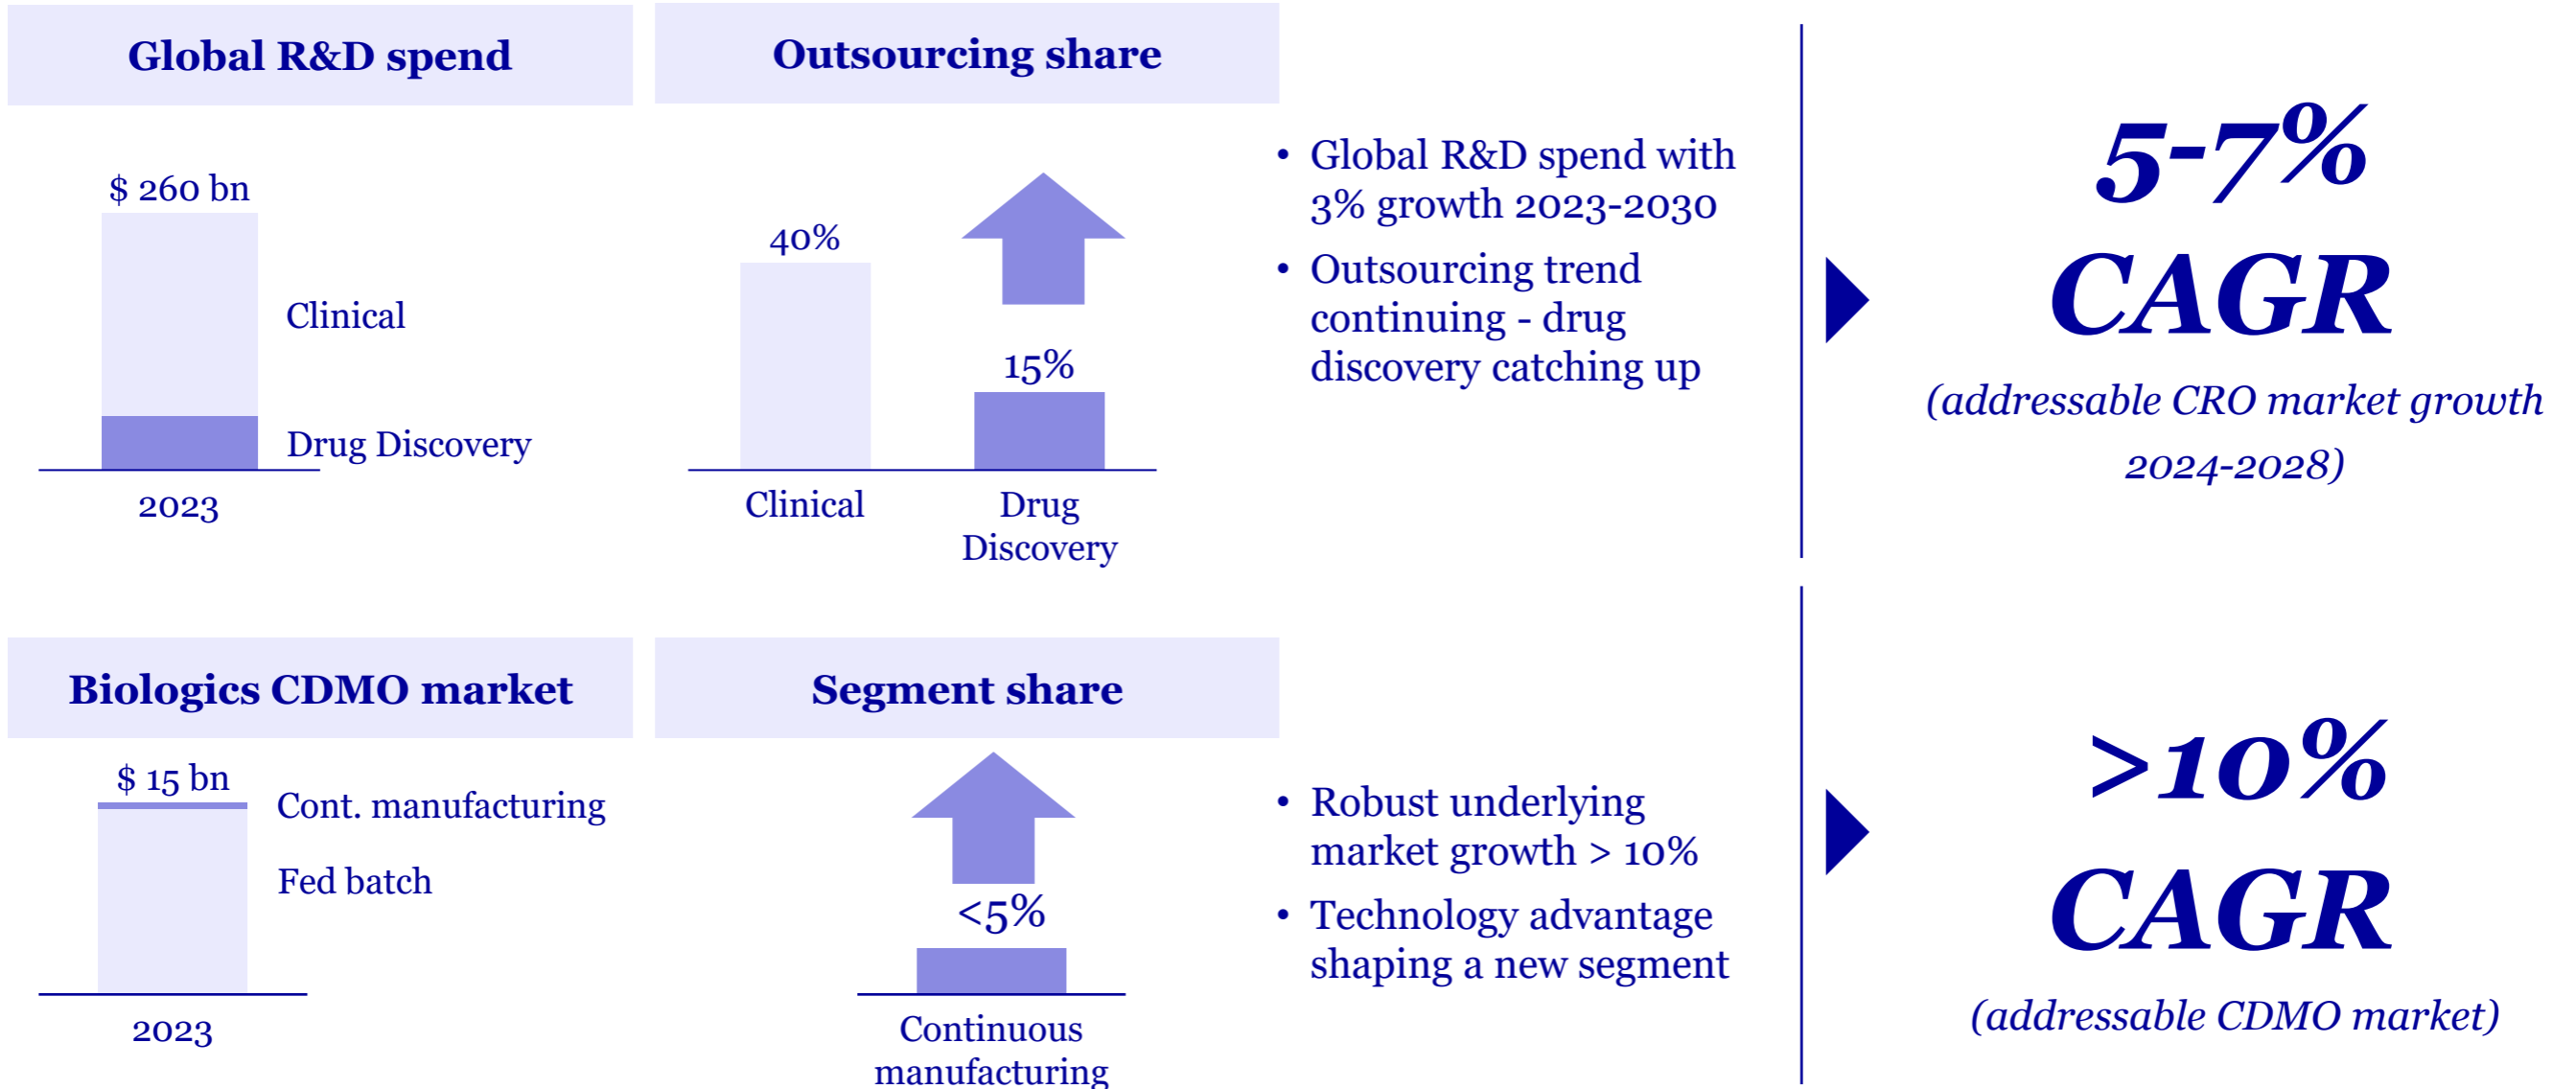 Global R&D spend
$ 260 bn
Clinical
Drug Discovery
2023
Outsourcing share
40%
15%
Clinical
Drug
Discovery
• Global R&D spend with
3% growth 2023-2030
• Outsourcing trend
continuing - drug
discovery catching up
5-7%
CAGR
(addressable CRO market growth
2024-2028)
Biologics CDMO market
$ 15 bn
Cont. manufacturing
Fed batch
2023
Segment share
<5%
Continuous
manufacturing
• Robust underlying
market growth > 10%
• Technology advantage
shaping a new segment
>10%
CAGR
(addressable CDMO market)